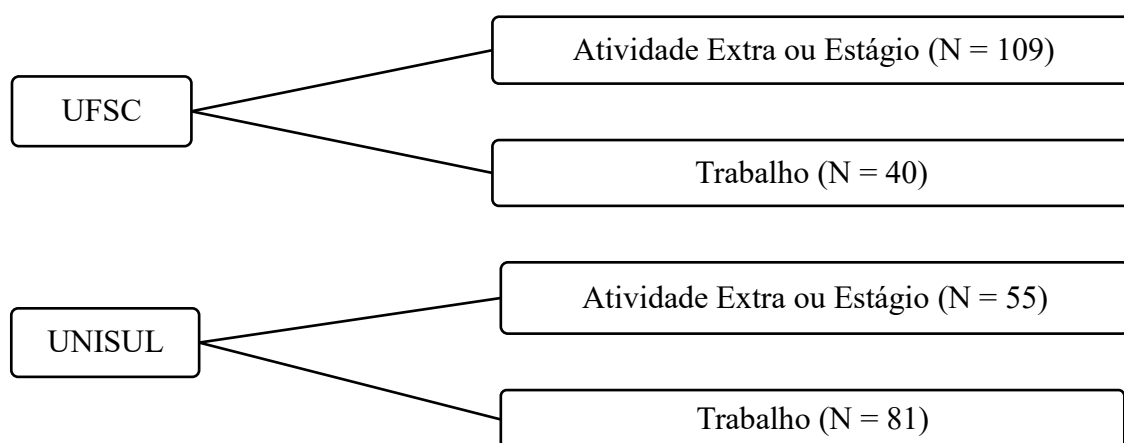 Atividade Extra ou Estágio (N = 109)
UFSC
Trabalho (N = 40)
Atividade Extra ou Estágio (N = 55)
UNISUL
Trabalho (N = 81)